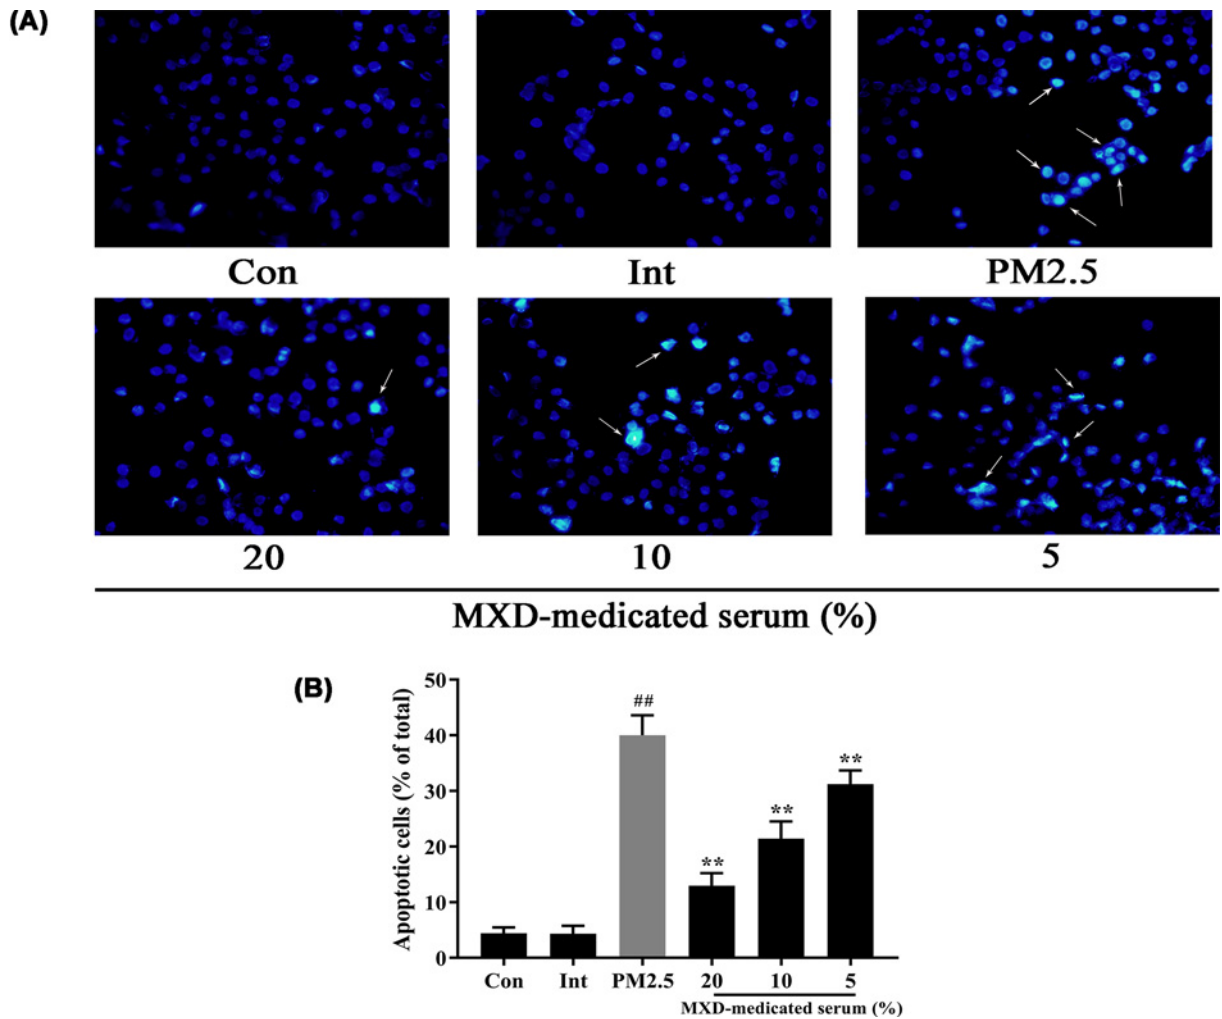 (A)
Con Int PM2.5
20 10 5
MXD-medicated serum (%)
(B)
Apoptotic cells (% of total)
50
40
30
20
10
0
##
** ** **
Con Int PM2.5 20 10 5
MXD-medicated serum (%)